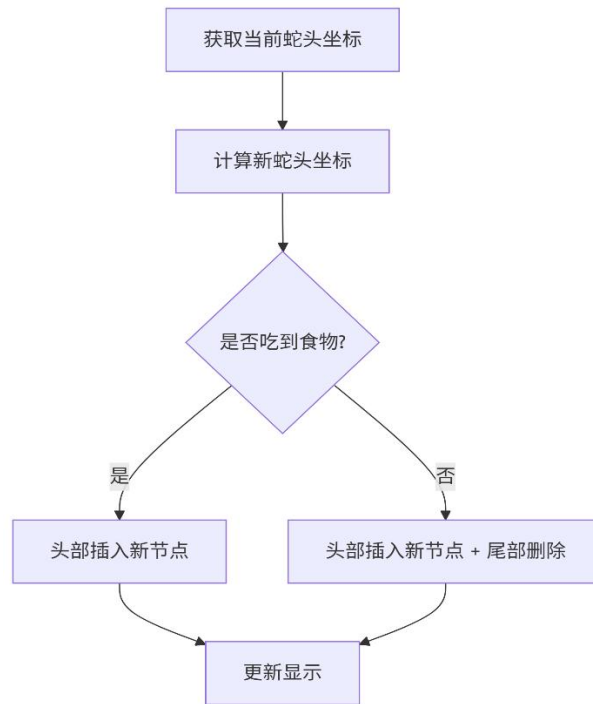 获取当前蛇头坐标
计算新蛇头坐标
是否吃到食物?
是
否
头部插入新节点
头部插入新节点 + 尾部删除
更新显示